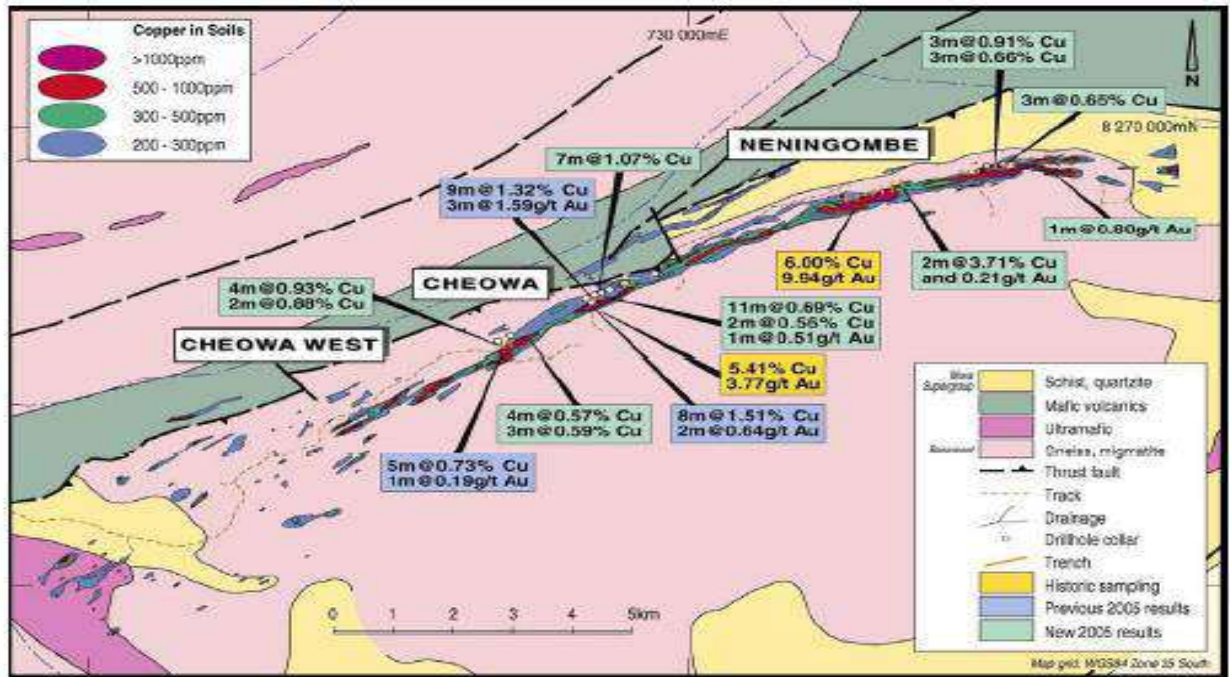 Copper in Soils
>1000ppm
500 - 1000ppm
300 - 500ppm
200 - 300ppm
730 000mE
3m@0.91% Cu
3m@0.66% Cu
N
3m@0.65% Cu
8 270 000mN
NENINGOMBE
7m@1.07% Cu
9m@1.32% Cu
3m@1.59g/t Au
1m@0.80g/t Au
6.00% Cu
9.94g/t Au
2m@3.71% Cu
and 0.21g/t Au
4m@0.93% Cu
2m@0.88% Cu
CHEOWA
11m@0.69% Cu
2m@0.56% Cu
1m@0.51g/t Au
CHEOWA WEST
5.41% Cu
3.77g/t Au
4m@0.57% Cu
3m@0.59% Cu
8m@1.51% Cu
2m@0.64g/t Au
5m@0.73% Cu
1m@0.19g/t Au
Supergroup
Schist, quartzite
Mafic volcanics
Ultramafic
Basement
Gneiss, migmatite
Thrust fault
Track
Drainage
Drillhole collar
Trench
Historic sampling
Previous 2005 results
New 2005 results
0 1 2 3 4 5km
Map grid: WGS84 Zone 35 South